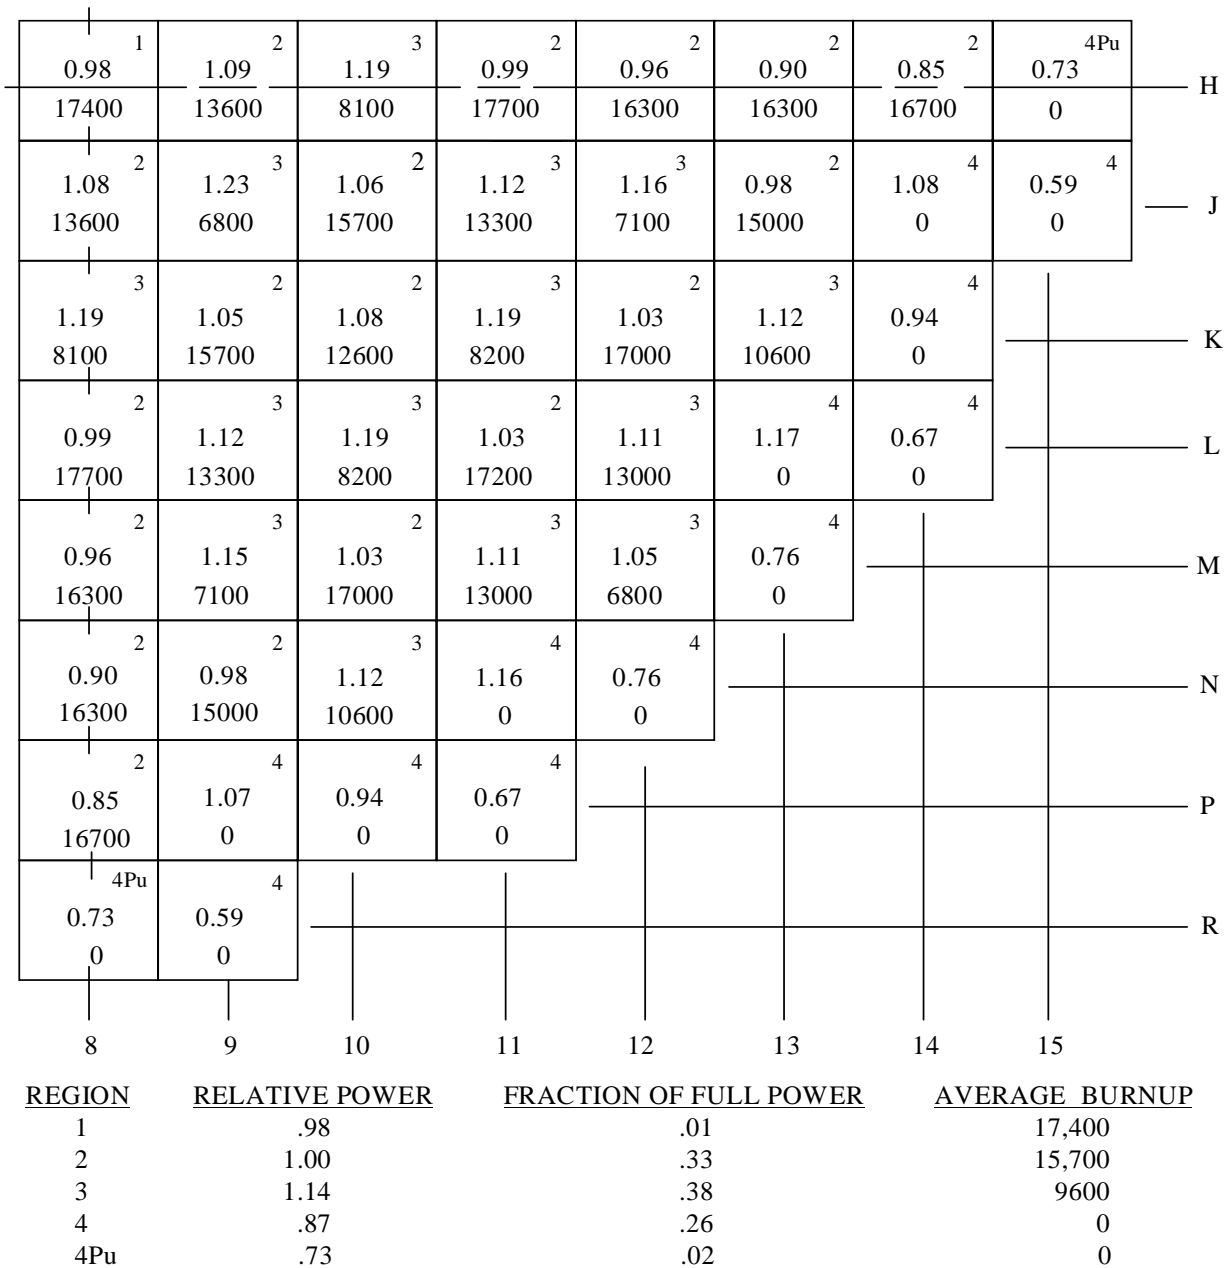 1 2 3 2 2 2 2 4Pu
0.98 1.09 1.19 0.99 0.96 0.90 0.85 0.73
H
17400 13600 8100 17700 16300 16300 16700 0
2 3 2 3 3 2 4 4
1.08 1.23 1.06 1.12 1.16 0.98 1.08 0.59
J
13600 6800 15700 13300 7100 15000 0 0
3 2 2 3 2 3 4
1.19 1.05 1.08 1.19 1.03 1.12 0.94
K
8100 15700 12600 8200 17000 10600 0
2 3 3 2 3 4 4
0.99 1.12 1.19 1.03 1.11 1.17 0.67
L
17700 13300 8200 17200 13000 0 0
2 3 2 3 3 4
0.96 1.15 1.03 1.11 1.05 0.76
M
16300 7100 17000 13000 6800 0
2 2 3 4 4
0.90 0.98 1.12 1.16 0.76
N
16300 15000 10600 0 0
2 4 4 4
0.85 1.07 0.94 0.67
P
16700 0 0 0
4Pu 4
0.73 0.59
R
0 0
8 9 10 11 12 13 14 15
REGION RELATIVE POWER FRACTION OF FULL POWER AVERAGE BURNUP
1 .98 .01 17,400
2 1.00 .33 15,700
3 1.14 .38 9600
4 .87 .26 0
4Pu .73 .02 0